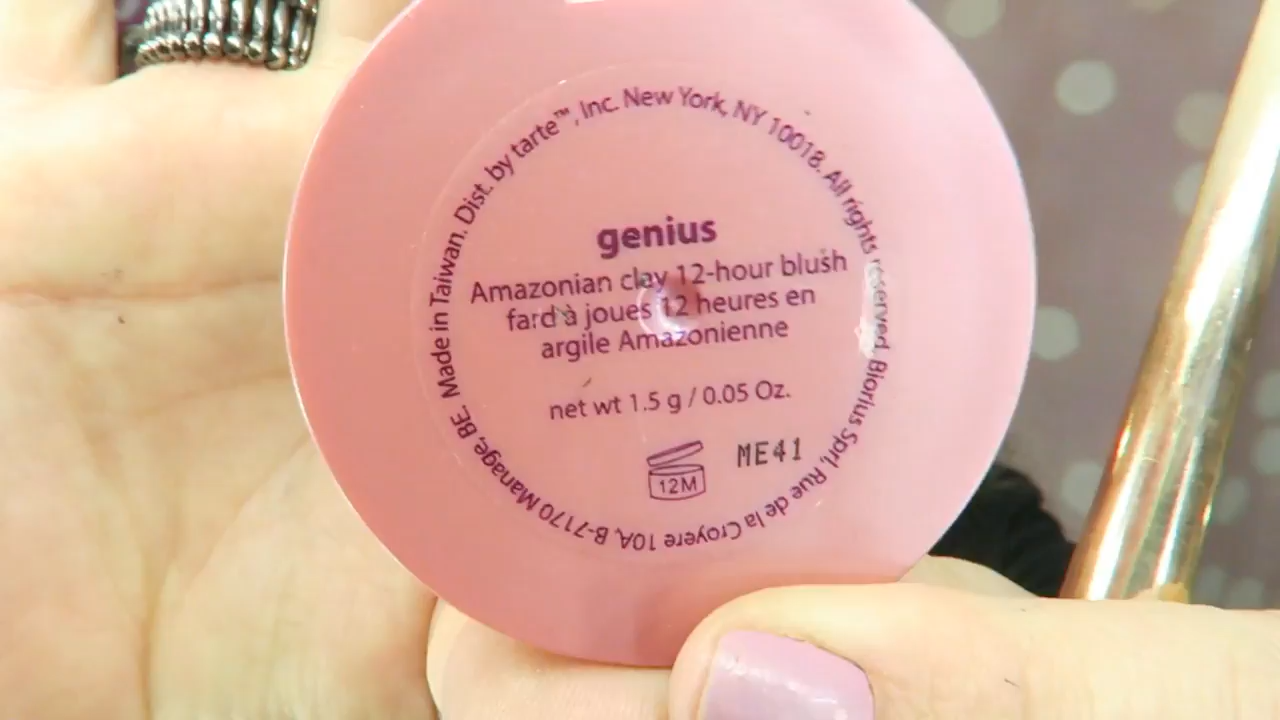 Made in Taiwan. Dist. by tarte™, Inc. New York, NY 10018. All rights reserved. Biorius Sprl, Rue de la Croyere 10A, B-7170 Manage, BE.
genius
Amazonian clay 12-hour blush
fard à joues 12 heures en
argile Amazonienne
net wt 1.5 g / 0.05 Oz.
12M
ME41